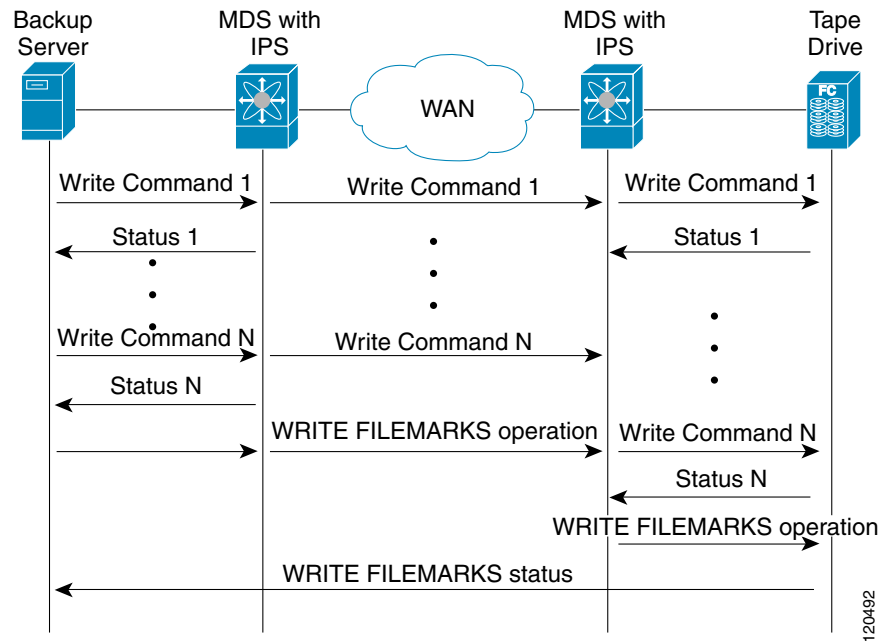 Backup
Server
MDS with
IPS
MDS with
IPS
Tape
Drive
WAN
FC
Write Command 1
Write Command 1
Write Command 1
Status 1
Status 1
Write Command N
Write Command N
Status N
WRITE FILEMARKS operation
Write Command N
Status N
WRITE FILEMARKS operation
WRITE FILEMARKS status
120492